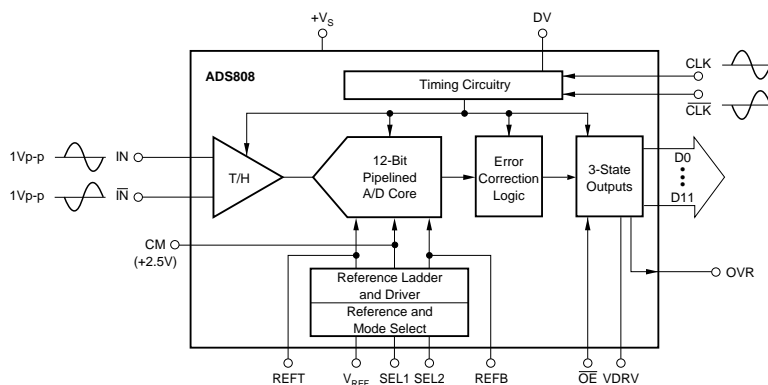 +VS
DV
ADS808
Timing Circuitry
CLK
CLK
1Vp-p
IN
T/H
12-Bit
Pipelined
A/D Core
Error
Correction
Logic
3-State
Outputs
D0
D11
1Vp-p
IN
CM
(+2.5V)
Reference Ladder
and Driver
Reference and
Mode Select
OVR
REFT
VREF
SEL1
SEL2
REFB
OE
VDRV